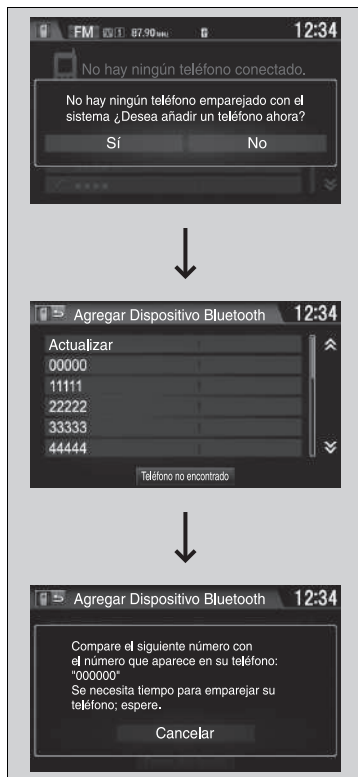 FM 87.90 MHz 12:34
No hay ningún teléfono conectado.
No hay ningún teléfono emparejado con el
sistema ¿Desea añadir un teléfono ahora?
Sí No
Agregar Dispositivo Bluetooth 12:34
Actualizar
00000
11111
22222
33333
44444
Teléfono no encontrado
Agregar Dispositivo Bluetooth 12:34
Compare el siguiente número con
el número que aparece en su teléfono:
"000000"
Se necesita tiempo para emparejar su
teléfono; espere.
Cancelar